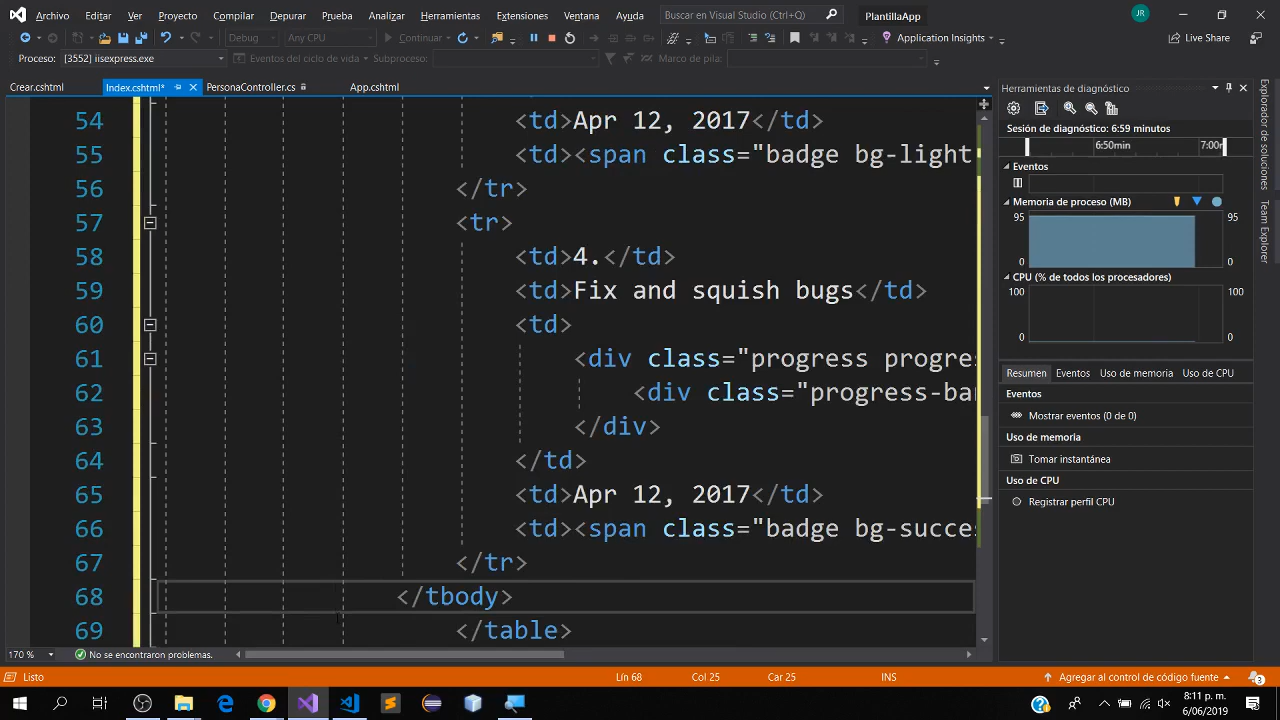 Archivo Editar Ver Proyecto Compilar Depurar Prueba Analizar Herramientas Extensiones Ventana Ayuda Buscar en Visual Studio (Ctrl+Q) PlantillaApp JR
Debug Any CPU Continuar Application Insights Live Share
Proceso: [3552] iisexpress.exe Eventos del ciclo de vida Subproceso: Marco de pila:
Crear.cshtml Index.cshtml* PersonaController.cs App.cshtml
54 <td>Apr 12, 2017</td>
55 <td><span class="badge bg-light
56 </tr>
57 <tr>
58 <td>4.</td>
59 <td>Fix and squish bugs</td>
60 <td>
61 <div class="progress progres
62 <div class="progress-bar
63 </div>
64 </td>
65 <td>Apr 12, 2017</td>
66 <td><span class="badge bg-succes
67 </tr>
68 </tbody>
69 </table>
170 % No se encontraron problemas.
Herramientas de diagnóstico
Sesión de diagnóstico: 6:59 minutos
6:50min 7:00r
Eventos
Memoria de proceso (MB)
95 95
0 0
CPU (% de todos los procesadores)
100 100
0 0
Resumen Eventos Uso de memoria Uso de CPU
Eventos
Mostrar eventos (0 de 0)
Uso de memoria
Tomar instantánea
Uso de CPU
Registrar perfil CPU
Explorador de soluciones
Team Explorer
Listo Lín 68 Col 25 Car 25 INS Agregar al control de código fuente 3
8:11 p. m.
6/06/2019